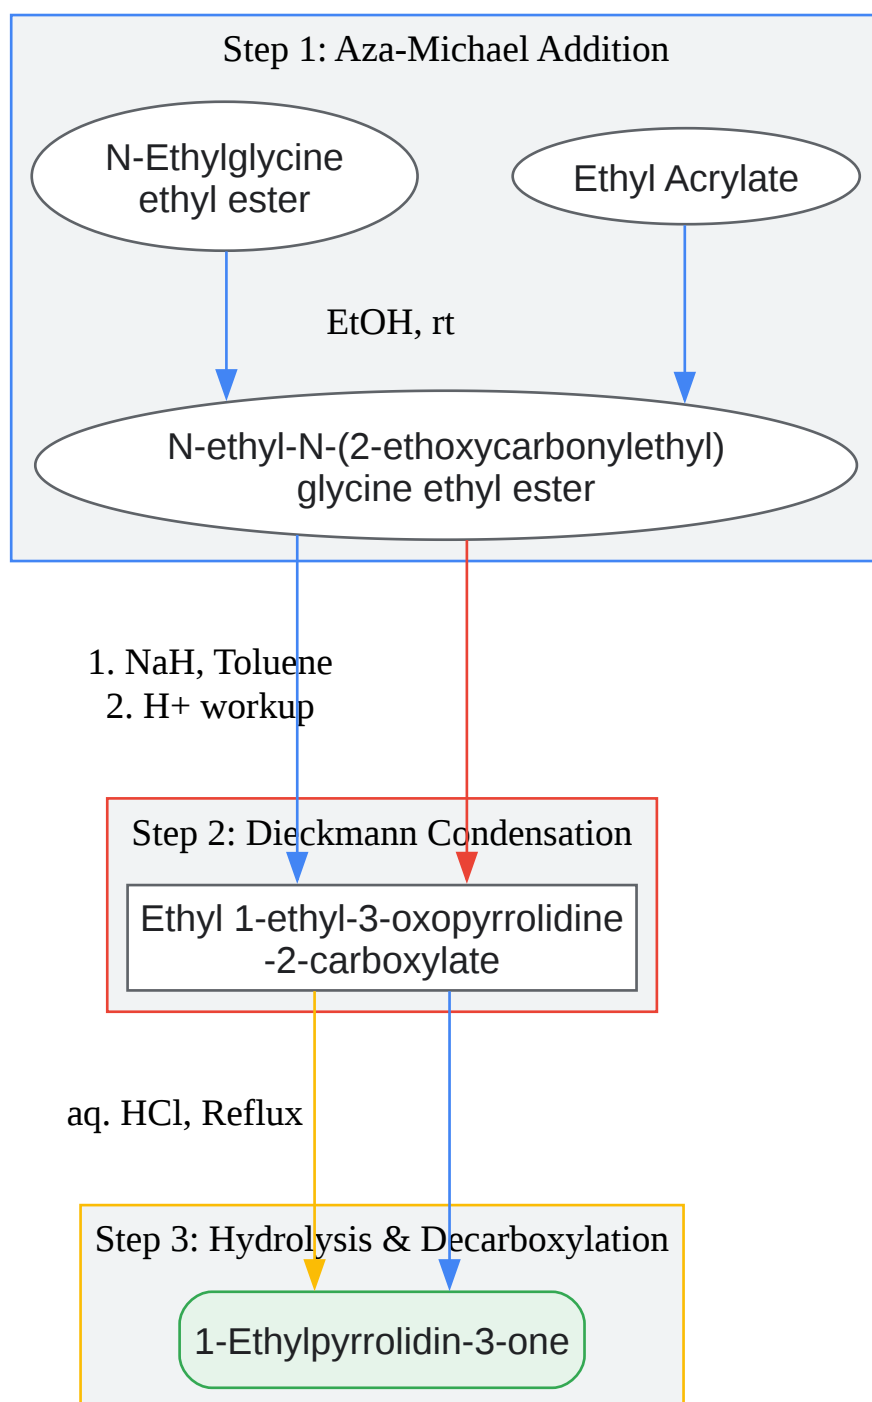 Step 1: Aza-Michael Addition
N-Ethylglycine
ethyl ester
Ethyl Acrylate
EtOH, rt
N-ethyl-N-(2-ethoxycarbonylethyl)
glycine ethyl ester
1. NaH, Toluene
2. H+ workup
Step 2: Dieckmann Condensation
Ethyl 1-ethyl-3-oxopyrrolidine
-2-carboxylate
aq. HCl, Reflux
Step 3: Hydrolysis & Decarboxylation
1-Ethylpyrrolidin-3-one